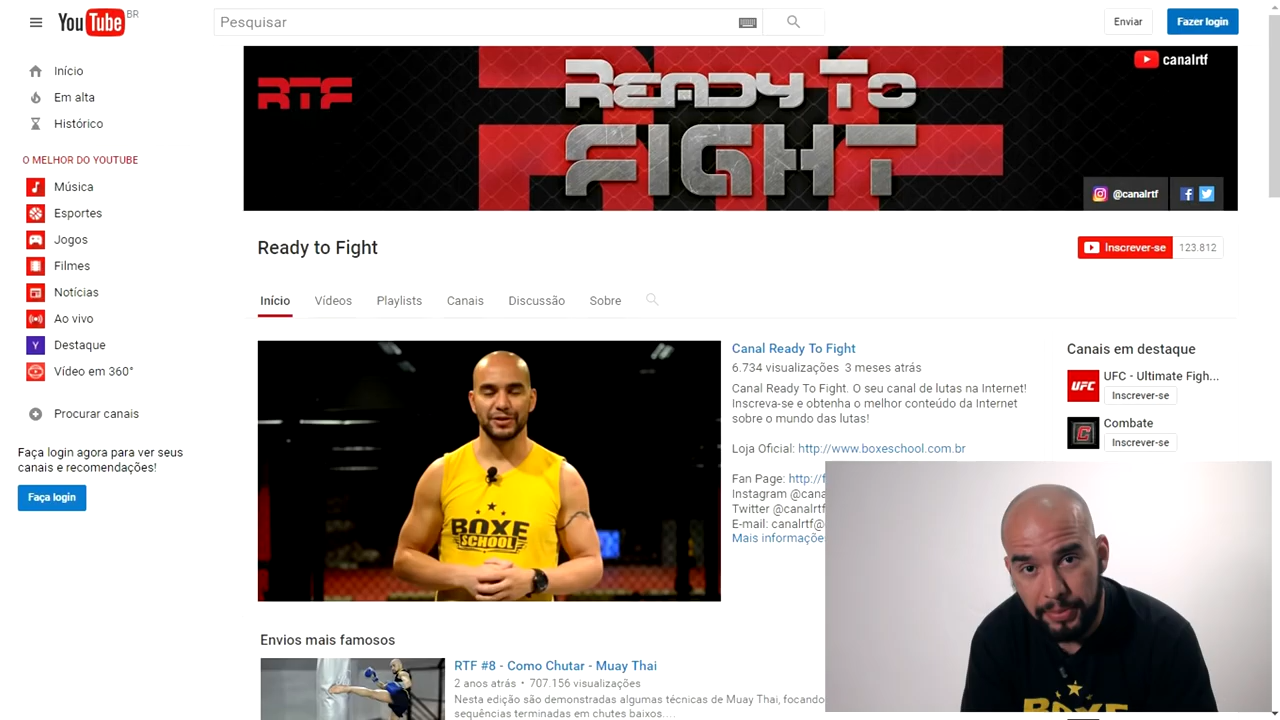 YouTube BR
Pesquisar
Enviar
Fazer login
Início
Em alta
Histórico
O MELHOR DO YOUTUBE
Música
Esportes
Jogos
Filmes
Notícias
Ao vivo
Y
Destaque
Vídeo em 360°
Procurar canais
Faça login agora para ver seus
canais e recomendações!
Faça login
RTF
READY TO
FIGHT
canalrtf
@canalrtf
Ready to Fight
Inscrever-se 123.812
Início Vídeos Playlists Canais Discussão Sobre
BOXE
SCHOOL
Canal Ready To Fight
6.734 visualizações 3 meses atrás
Canal Ready To Fight. O seu canal de lutas na Internet!
Inscreva-se e obtenha o melhor conteúdo da Internet
sobre o mundo das lutas!
Loja Oficial: http://www.boxeschool.com.br
Fan Page: http://f
Instagram @cana
Twitter @canalrtf
E-mail: canalrtf@
Mais informaçõe
Canais em destaque
UFC
UFC - Ultimate Figh...
Inscrever-se
C
Combate
Inscrever-se
Envios mais famosos
RTF #8 - Como Chutar - Muay Thai
2 anos atrás • 707.156 visualizações
Nesta edição são demonstradas algumas técnicas de Muay Thai, focando
sequências terminadas em chutes baixos....
BOXE